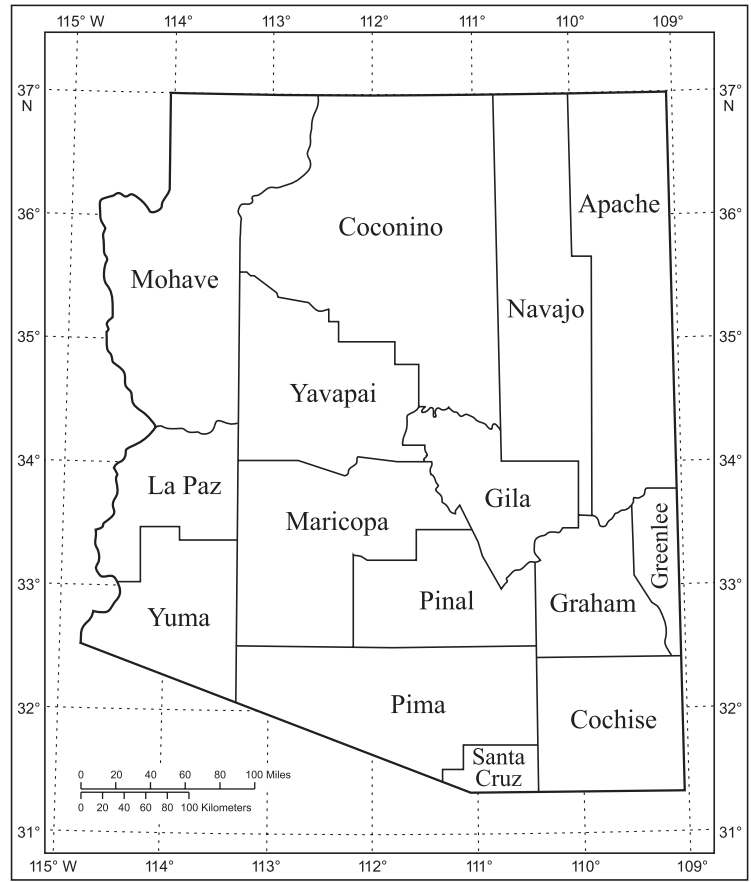 115° W 114° 113° 112° 111° 110° 109°
37° 37°
N N
Apache
36° 36°
Coconino
Mohave
Navajo
35° 35°
Yavapai
34° 34°
La Paz
Gila
Maricopa
Greenlee
33° 33°
Pinal
Graham
Yuma
32° 32°
Pima
Cochise
Santa
Cruz
0 20 40 60 80 100 Miles
0 20 40 60 80 100 Kilometers
31° 31°
115° W 114° 113° 112° 111° 110° 109°